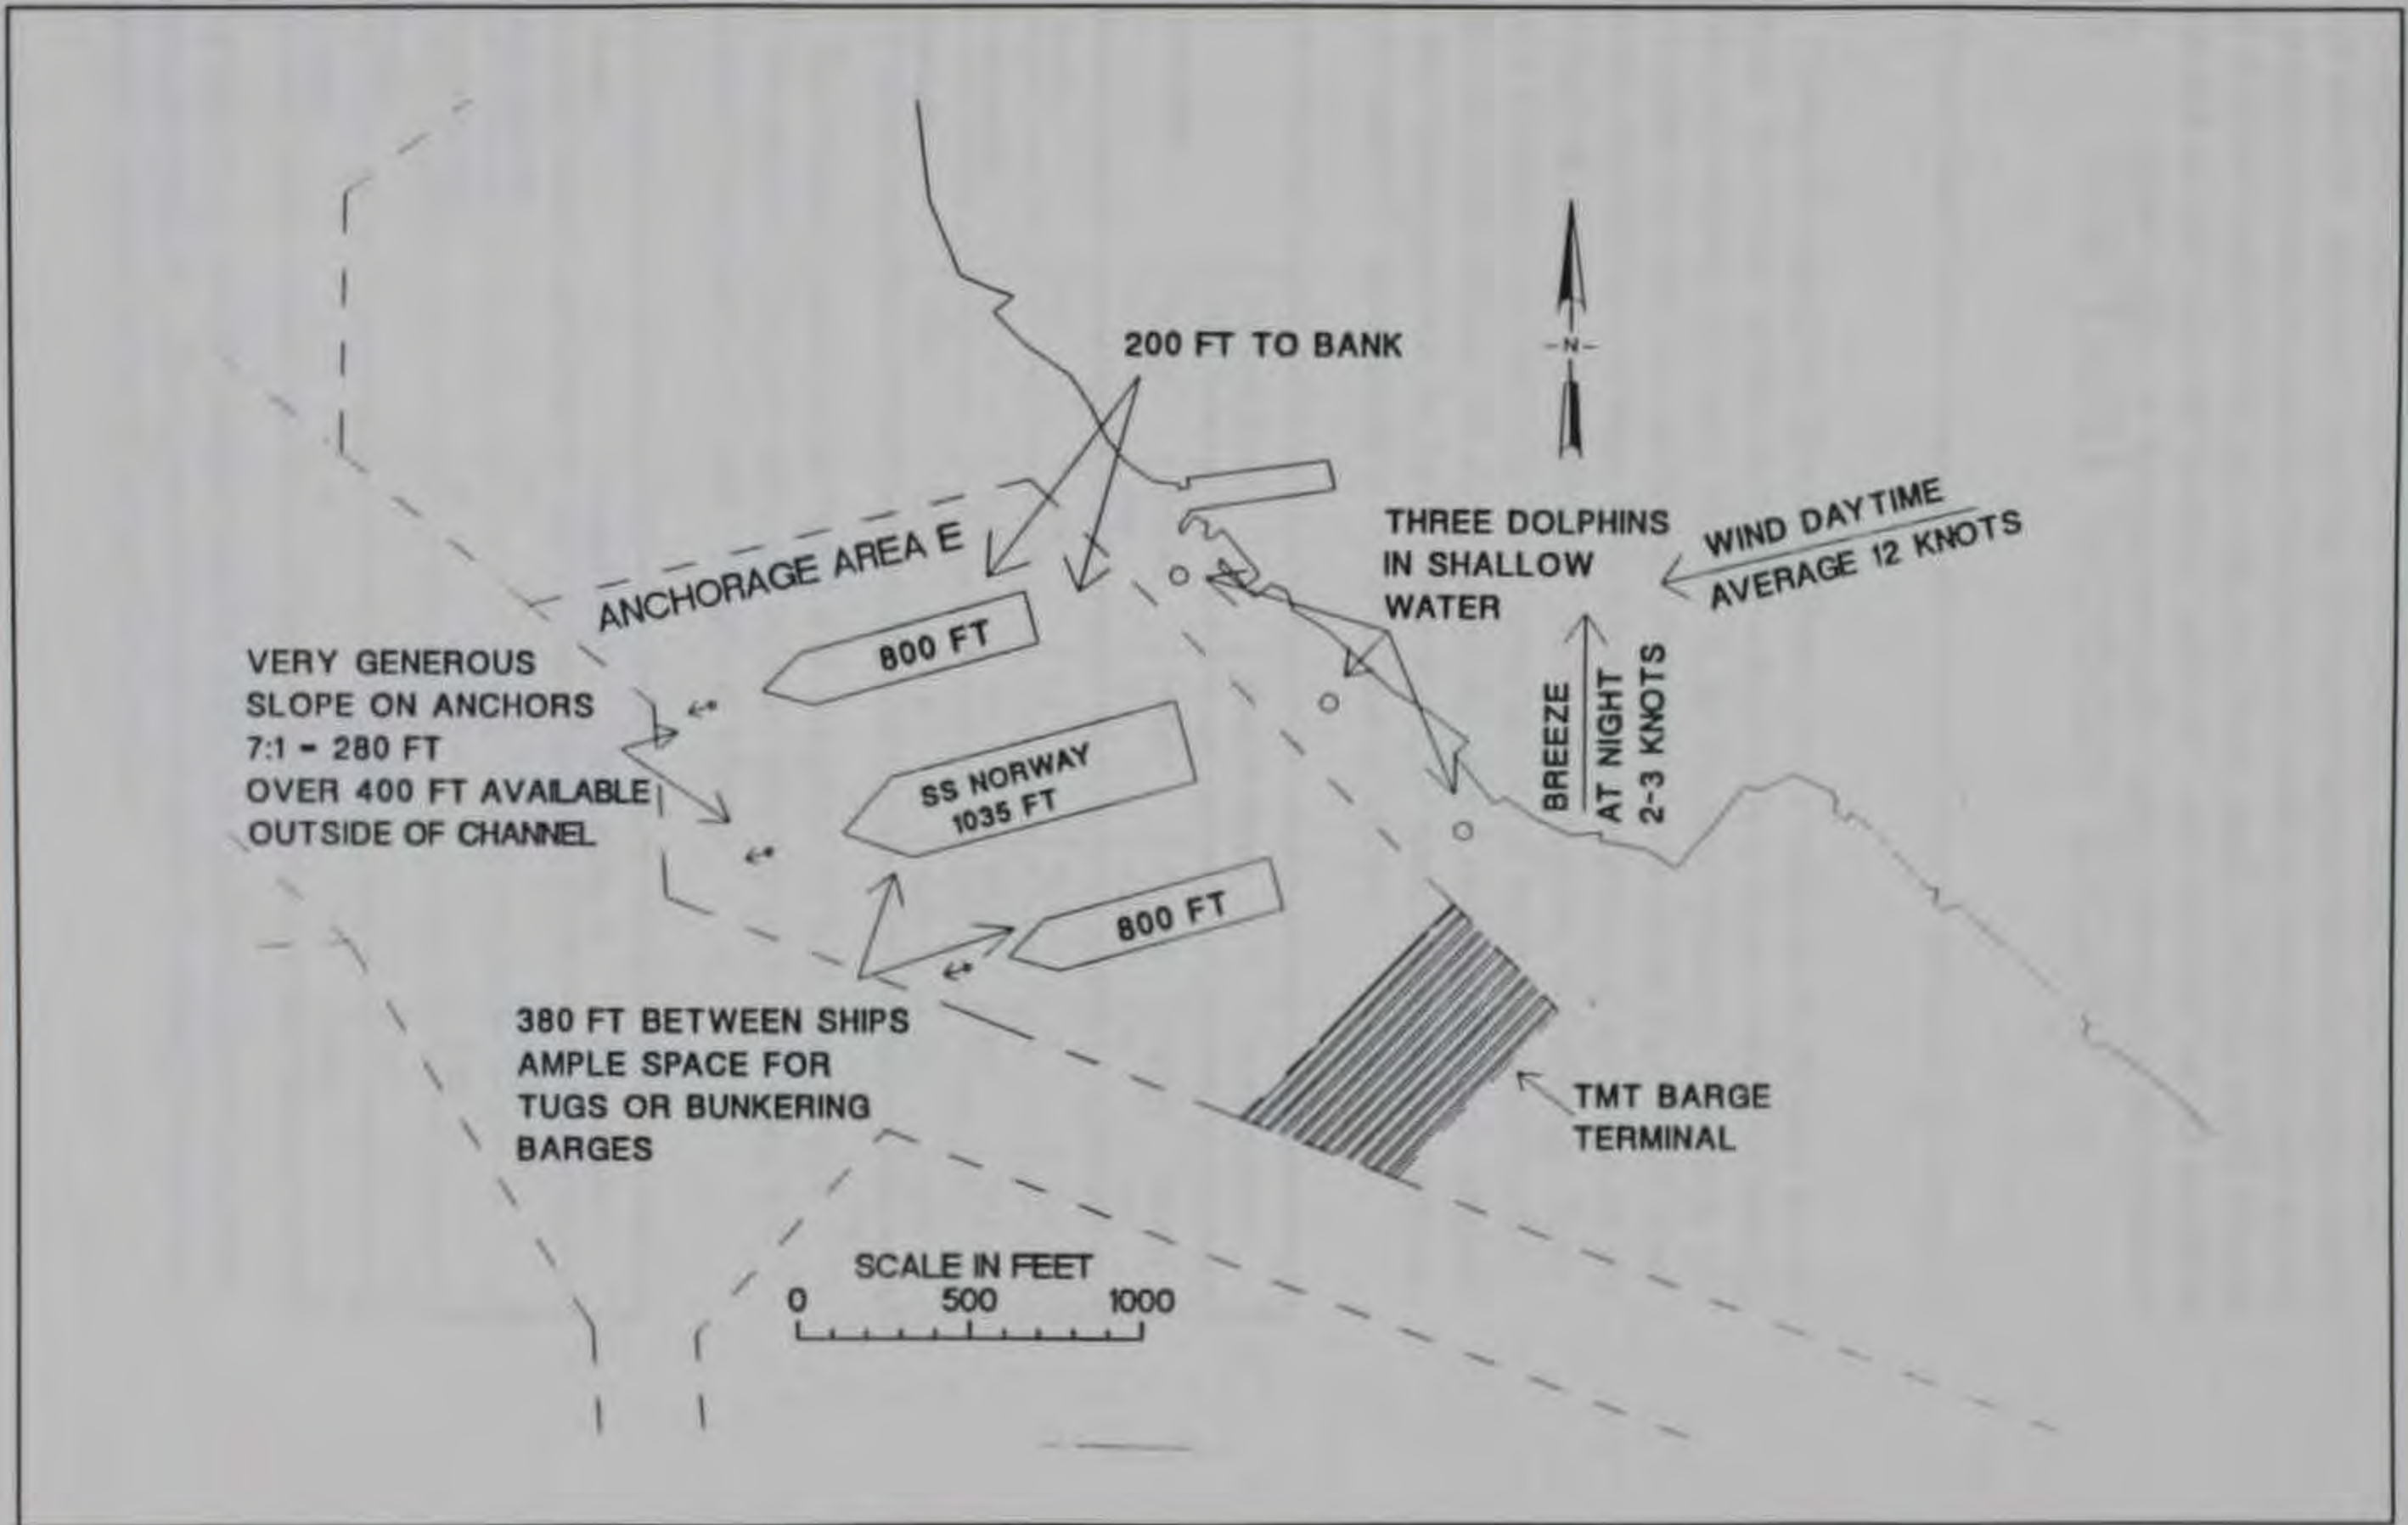 200 FT TO BANK
-N-
THREE DOLPHINS
IN SHALLOW
WATER
WIND DAYTIME
AVERAGE 12 KNOTS
ANCHORAGE AREA E
800 FT
VERY GENEROUS
SLOPE ON ANCHORS
7:1 - 280 FT
OVER 400 FT AVAILABLE
OUTSIDE OF CHANNEL
SS NORWAY
1035 FT
BREEZE
AT NIGHT
2-3 KNOTS
800 FT
380 FT BETWEEN SHIPS
AMPLE SPACE FOR
TUGS OR BUNKERING
BARGES
TMT BARGE
TERMINAL
SCALE IN FEET
0 500 1000